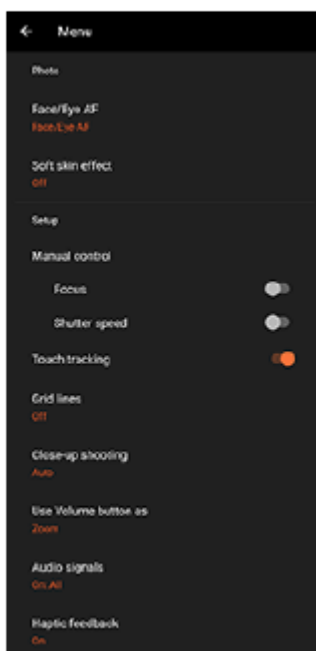 Menu
Photo
Face/Eye AF
Face/Eye AF
Soft skin effect
Off
Setup
Manual control
Focus
Shutter speed
Touch tracking
Grid lines
Off
Close-up shooting
Auto
Use Volume button as
Zoom
Audio signals
On: All
Haptic feedback
On